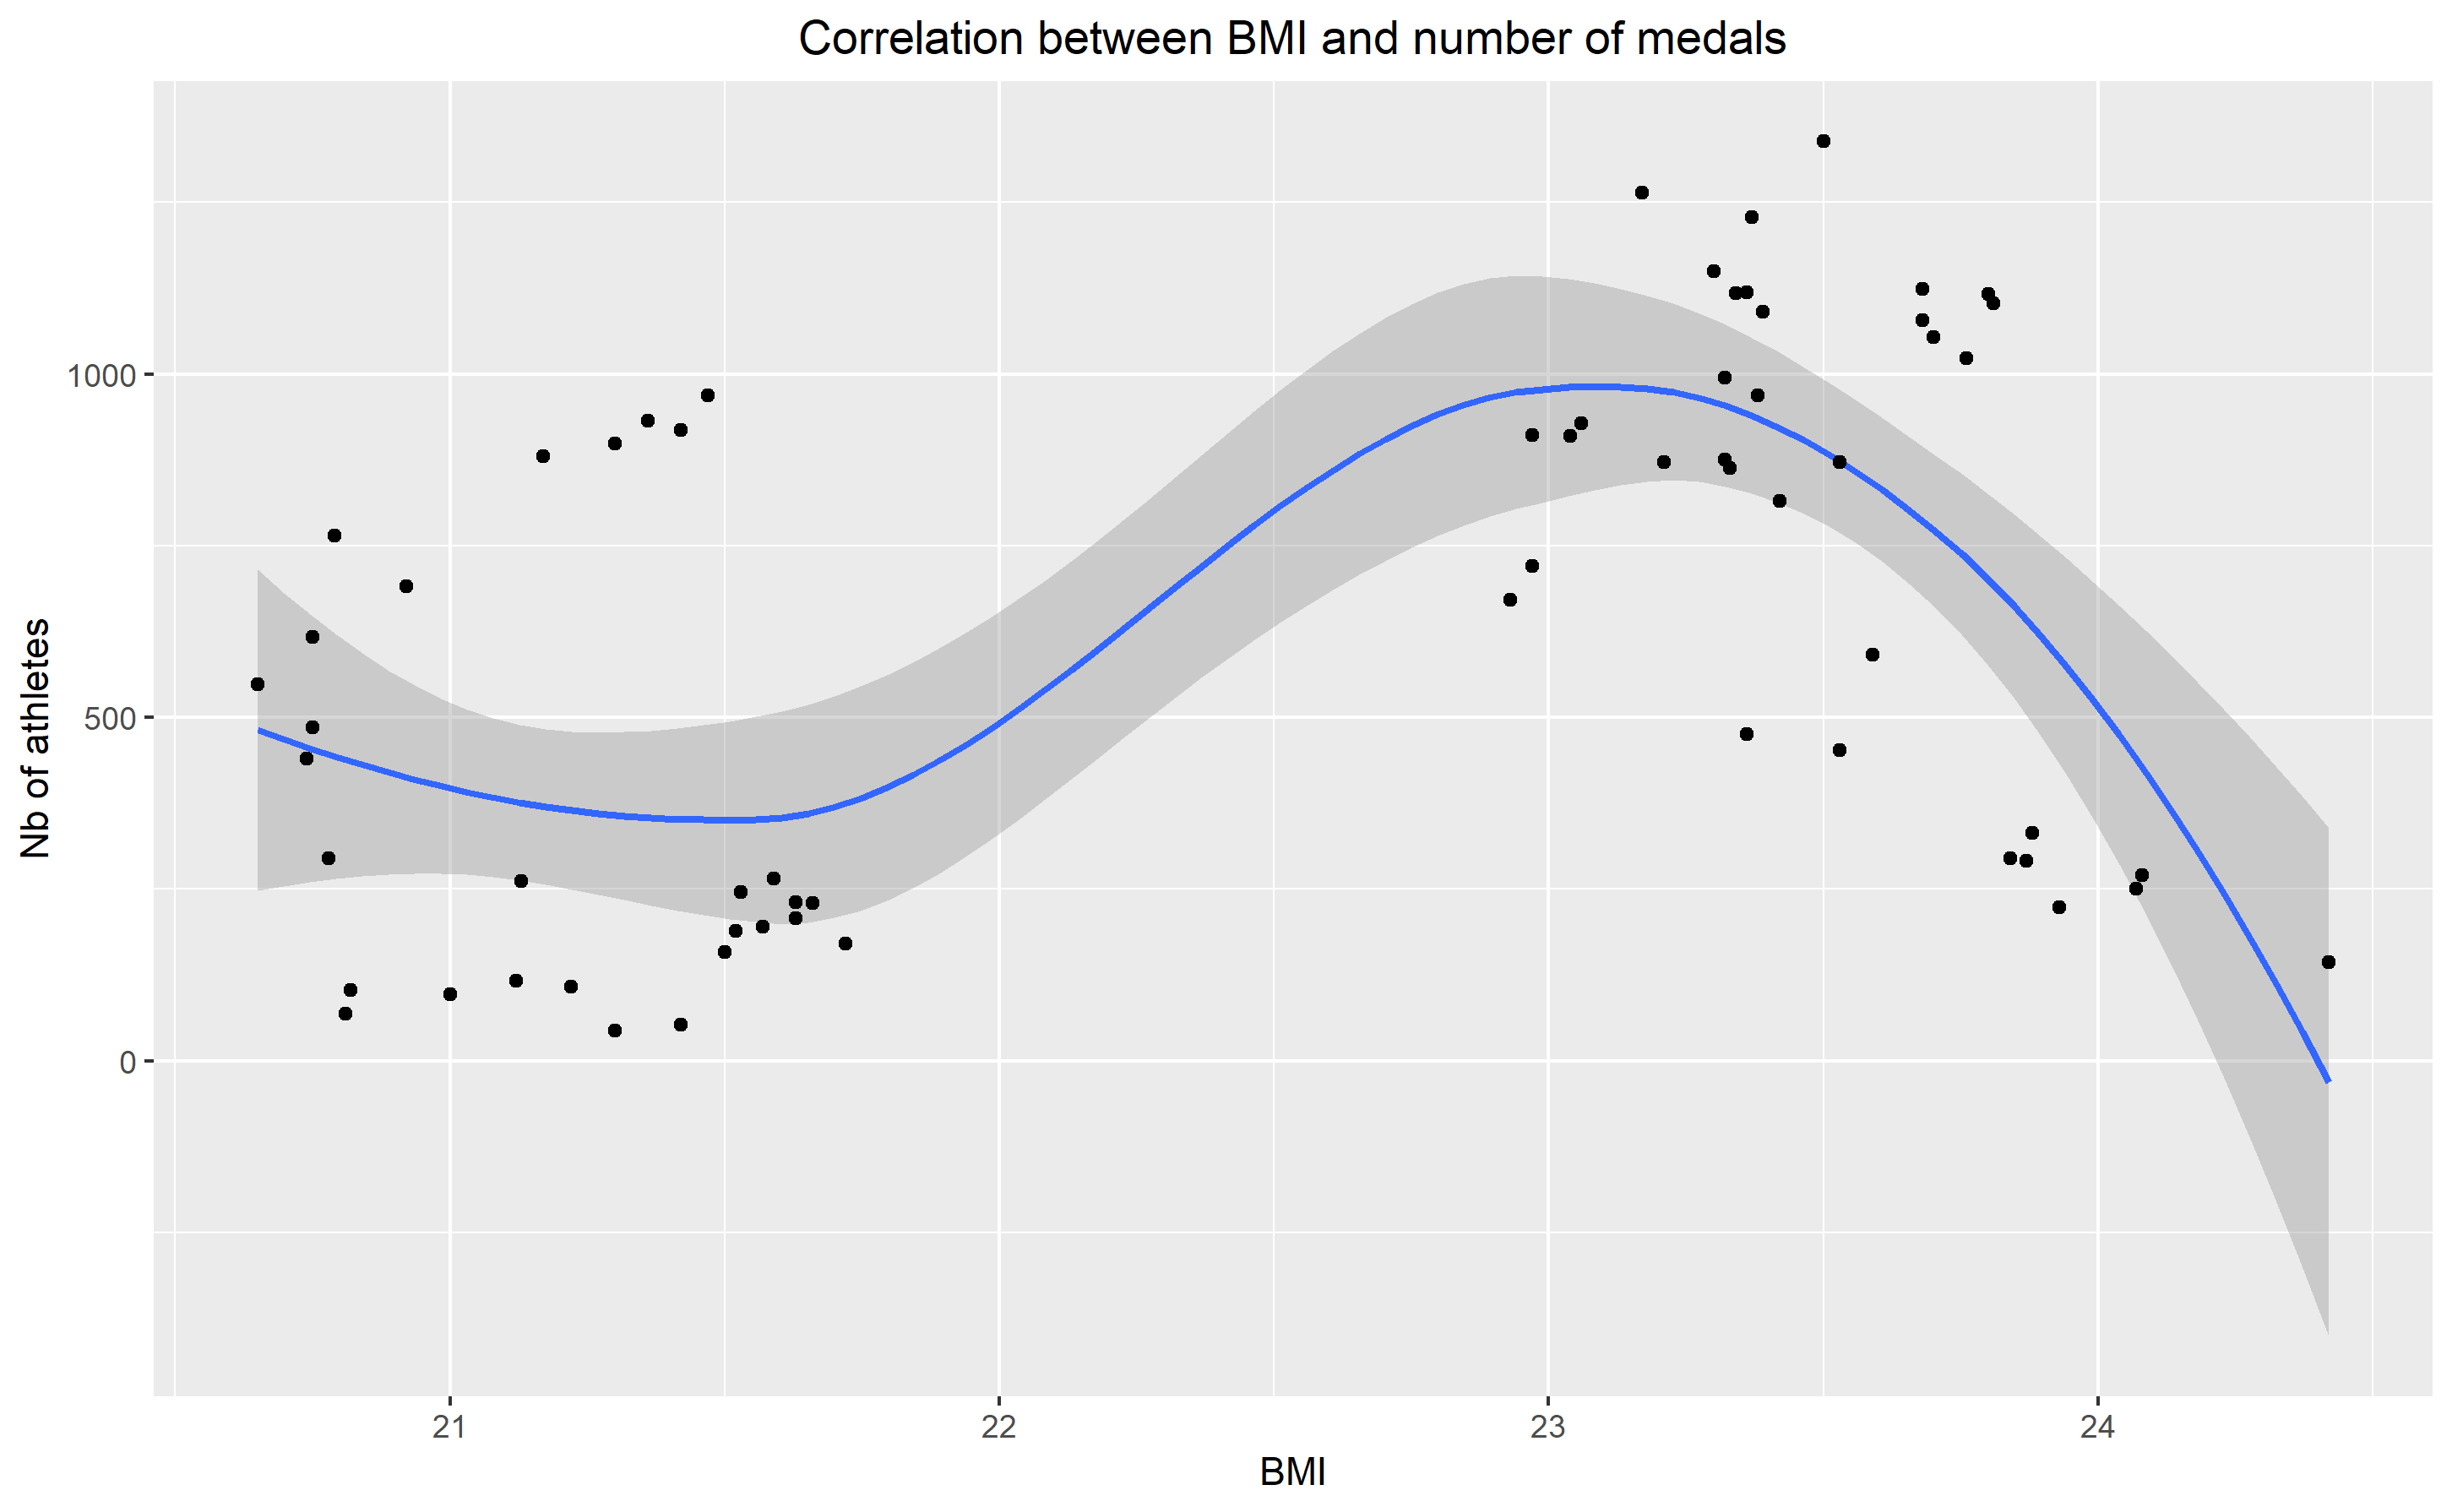 Correlation between BMI and number of medals
Nb of athletes
1000
500
0
21 22 23 24
BMI